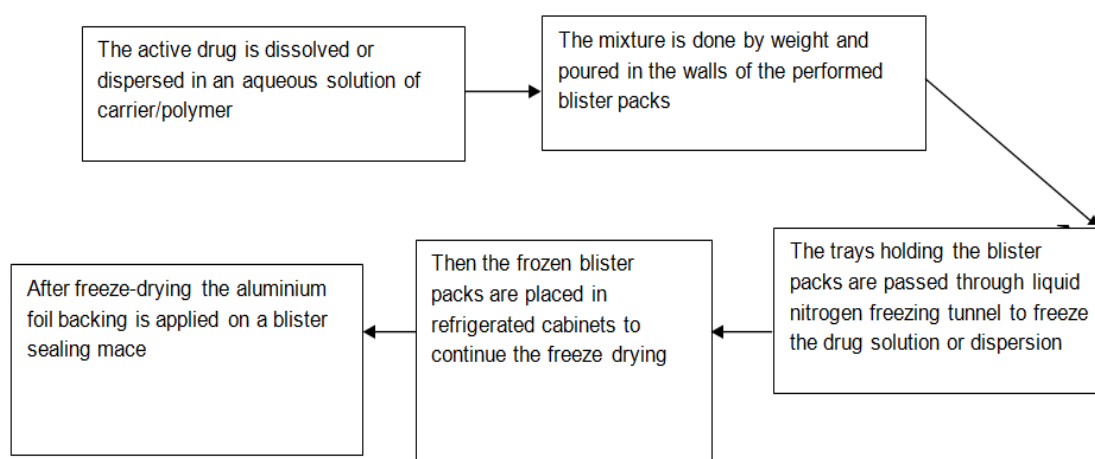 The active drug is dissolved or
dispersed in an aqueous solution of
carrier/polymer
The mixture is done by weight and
poured in the walls of the performed
blister packs
The trays holding the blister
packs are passed through liquid
nitrogen freezing tunnel to freeze
the drug solution or dispersion
Then the frozen blister
packs are placed in
refrigerated cabinets to
continue the freeze drying
After freeze-drying the aluminium
foil backing is applied on a blister
sealing mace